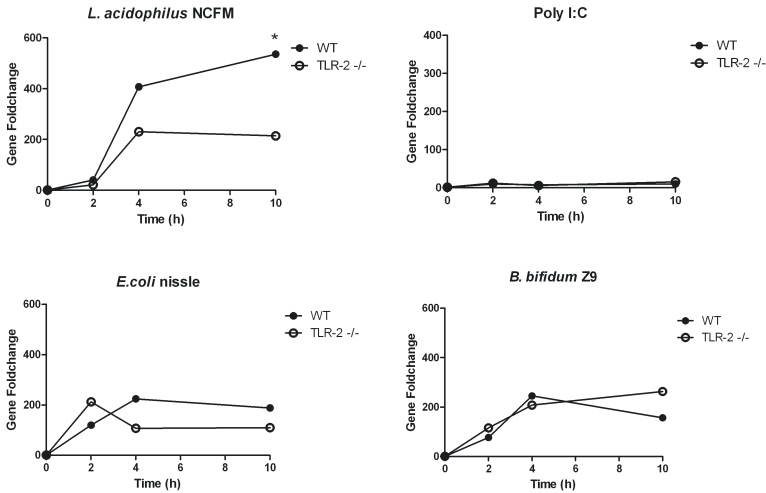 L. acidophilus NCFM
600
400
200
0
Gene Foldchange
0 2 4 6 8 10
Time (h)
*
WT
TLR-2 -/-
Poly I:C
400
300
200
100
0
Gene Foldchange
0 2 4 6 8 10
Time (h)
WT
TLR-2 -/-
E.coli nissle
600
400
200
0
Gene Foldchange
0 2 4 6 8 10
Time (h)
WT
TLR-2 -/-
B. bifidum Z9
600
400
200
0
Gene Foldchange
0 2 4 6 8 10
Time (h)
WT
TLR-2 -/-